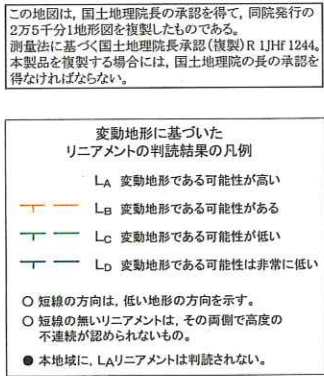 この地図は，国土地理院長の承認を得て，同院発行の
2万5千分1地形図を複製したものである。
測量法に基づく国土地理院長承認(複製)R 1JHf 1244。
本製品を複製する場合には，国土地理院の長の承認を
得なければならない。
変動地形に基づいた
リニアメントの判読結果の凡例
LA 変動地形である可能性が高い
LB 変動地形である可能性がある
LC 変動地形である可能性が低い
LD 変動地形である可能性は非常に低い
○ 短線の方向は，低い地形の方向を示す。
○ 短線の無いリニアメントは，その両側で高度の
不連続が認められないもの。
● 本地域に，LAリニアメントは判読されない。